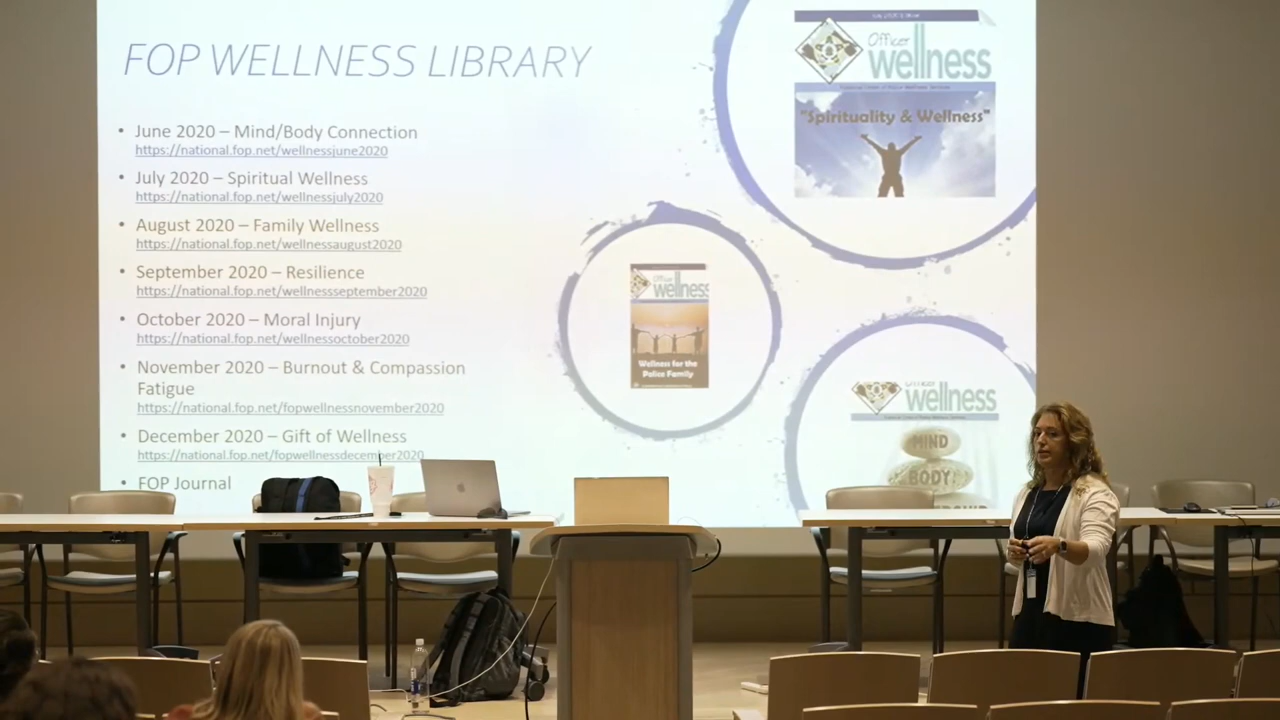 FOP WELLNESS LIBRARY
• June 2020 – Mind/Body Connection
https://national.fop.net/wellnessjune2020
• July 2020 – Spiritual Wellness
https://national.fop.net/wellnessjuly2020
• August 2020 – Family Wellness
https://national.fop.net/wellnessaugust2020
• September 2020 – Resilience
https://national.fop.net/wellnessseptember2020
• October 2020 – Moral Injury
https://national.fop.net/wellnessoctober2020
• November 2020 – Burnout & Compassion
Fatigue
https://national.fop.net/fopwellnessnovember2020
• December 2020 – Gift of Wellness
https://national.fop.net/wellnessdecember2020
• FOP Journal
Officer
wellness
"Spirituality & Wellness"
Officer
wellness
Wellness for the
Police Family
Officer
wellness
MIND
BODY